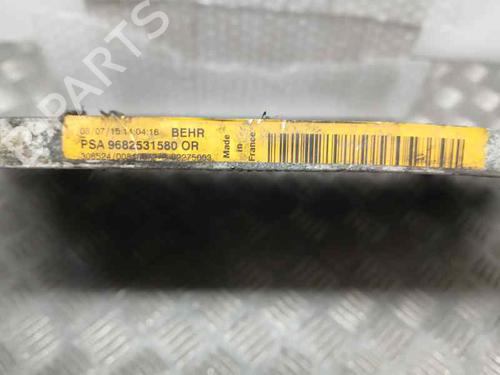 08/07/15 14:04:16 BEHR
PSA 9682531580 OR
Made
in
France
B-PARTS